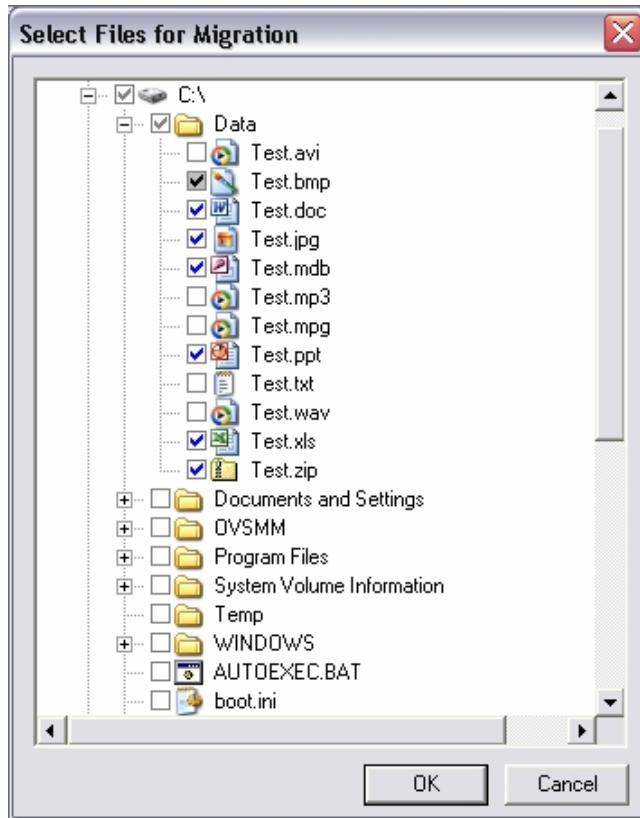 Select Files for Migration
C:\
Data
Test.avi
Test.bmp
Test.doc
Test.jpg
Test.mdb
Test.mp3
Test.mpg
Test.ppt
Test.txt
Test.wav
Test.xls
Test.zip
Documents and Settings
OVSMM
Program Files
System Volume Information
Temp
WINDOWS
AUTOEXEC.BAT
boot.ini
OK
Cancel